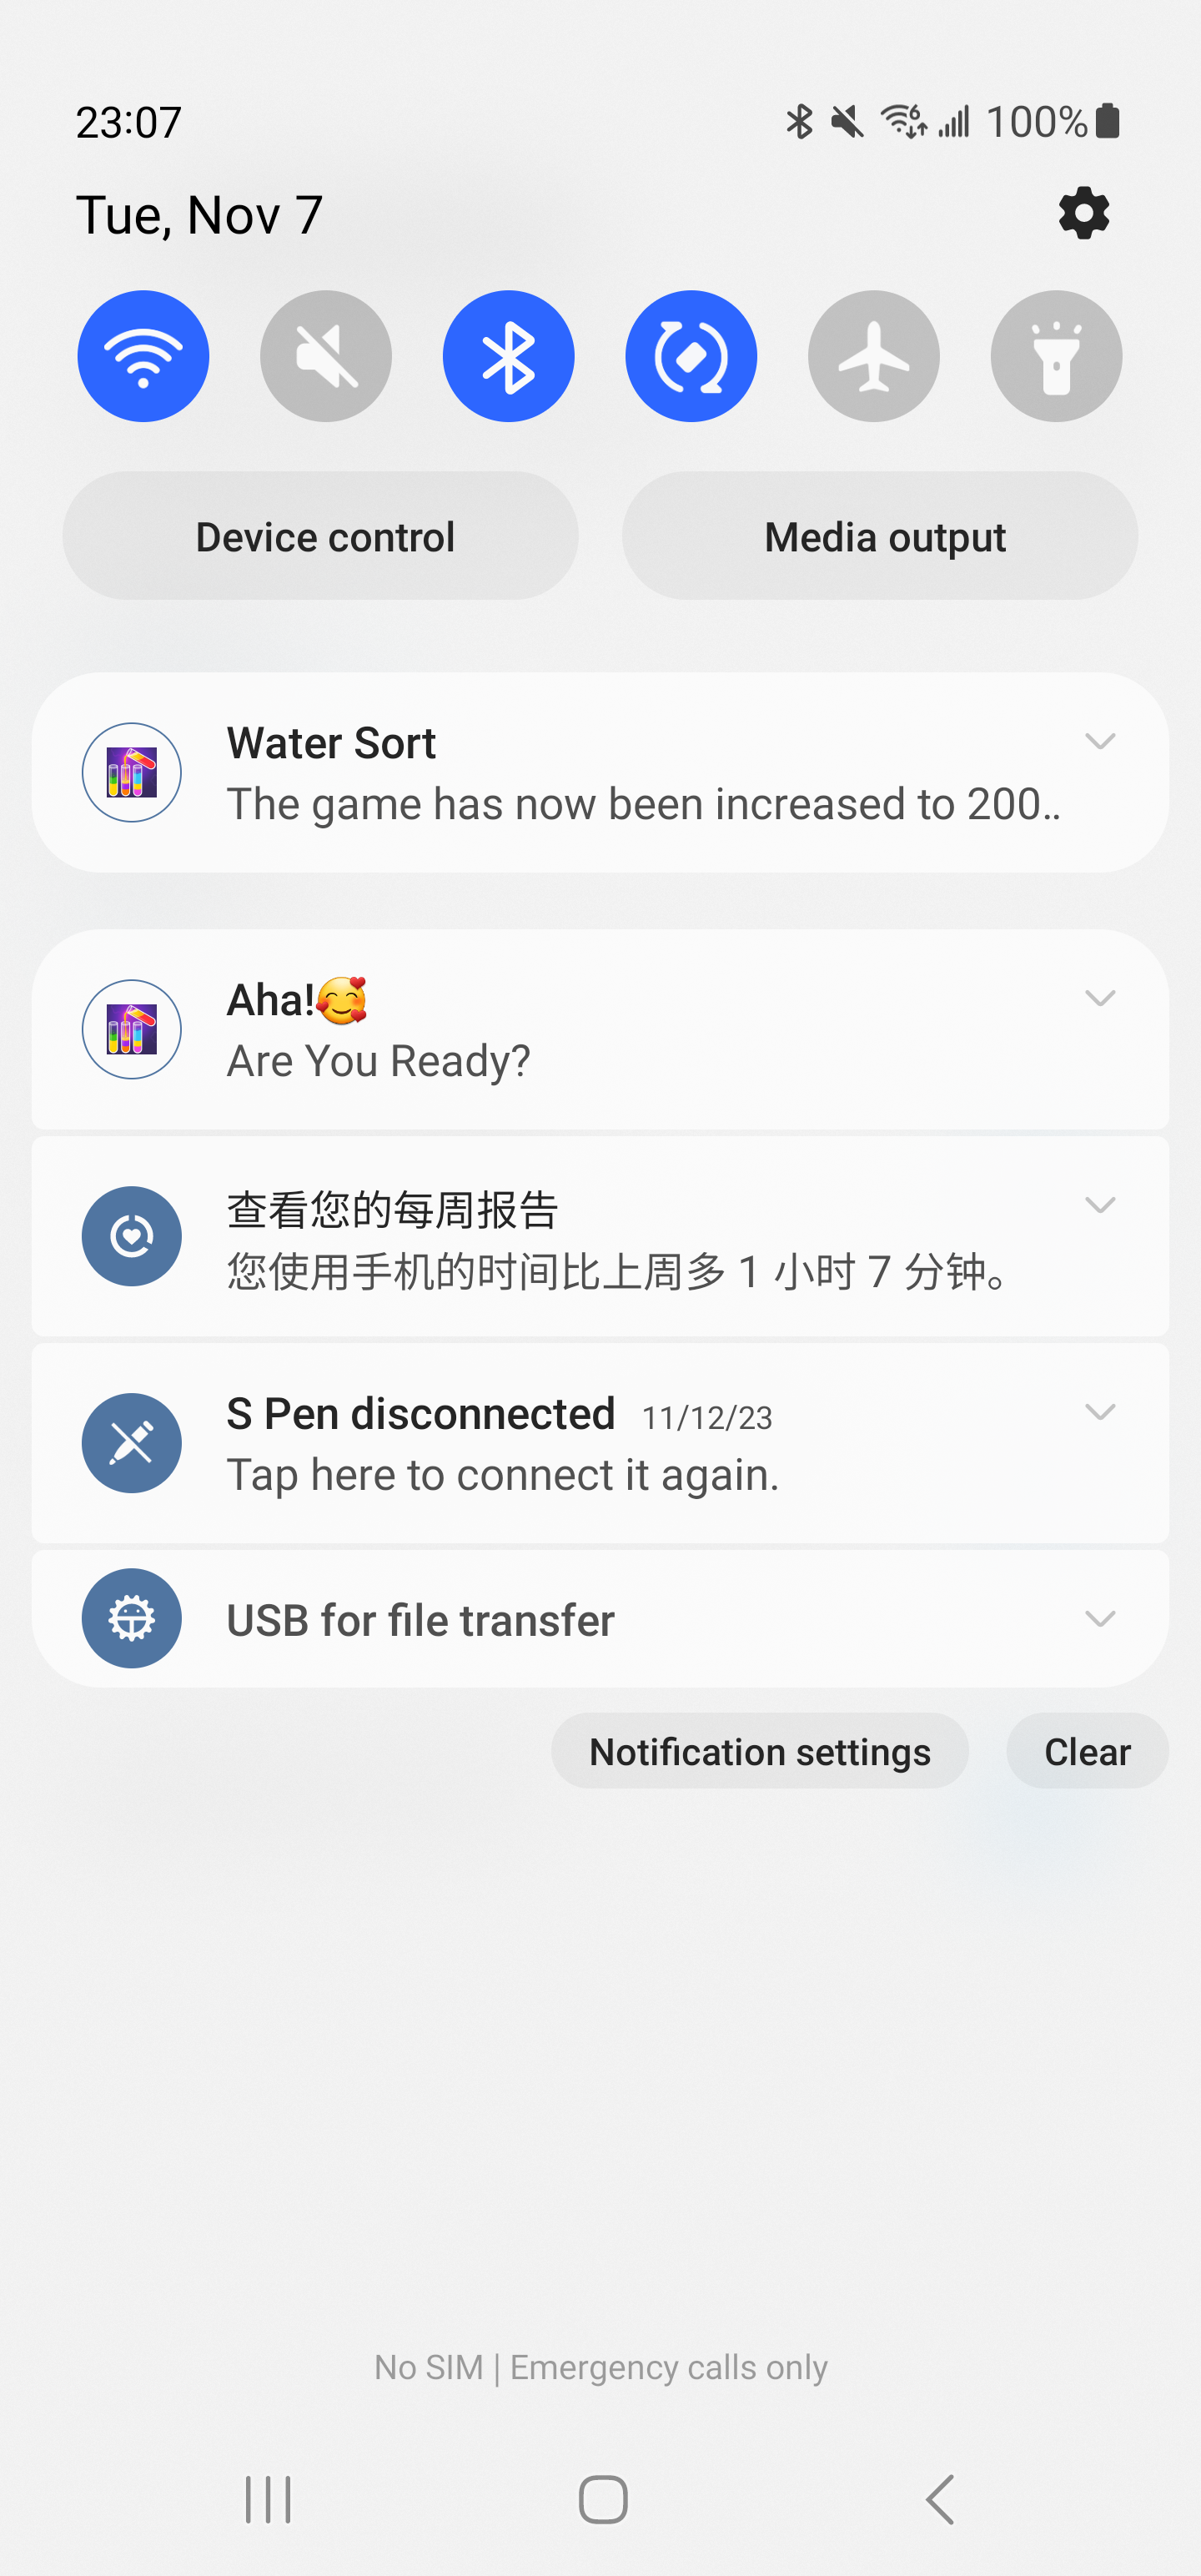 23:07
100%
Tue, Nov 7
Device control
Media output
Water Sort
The game has now been increased to 200..
Aha!🥰
Are You Ready?
查看您的每周报告
您使用手机的时间比上周多 1 小时 7 分钟。
S Pen disconnected 11/12/23
Tap here to connect it again.
USB for file transfer
Notification settings
Clear
No SIM | Emergency calls only